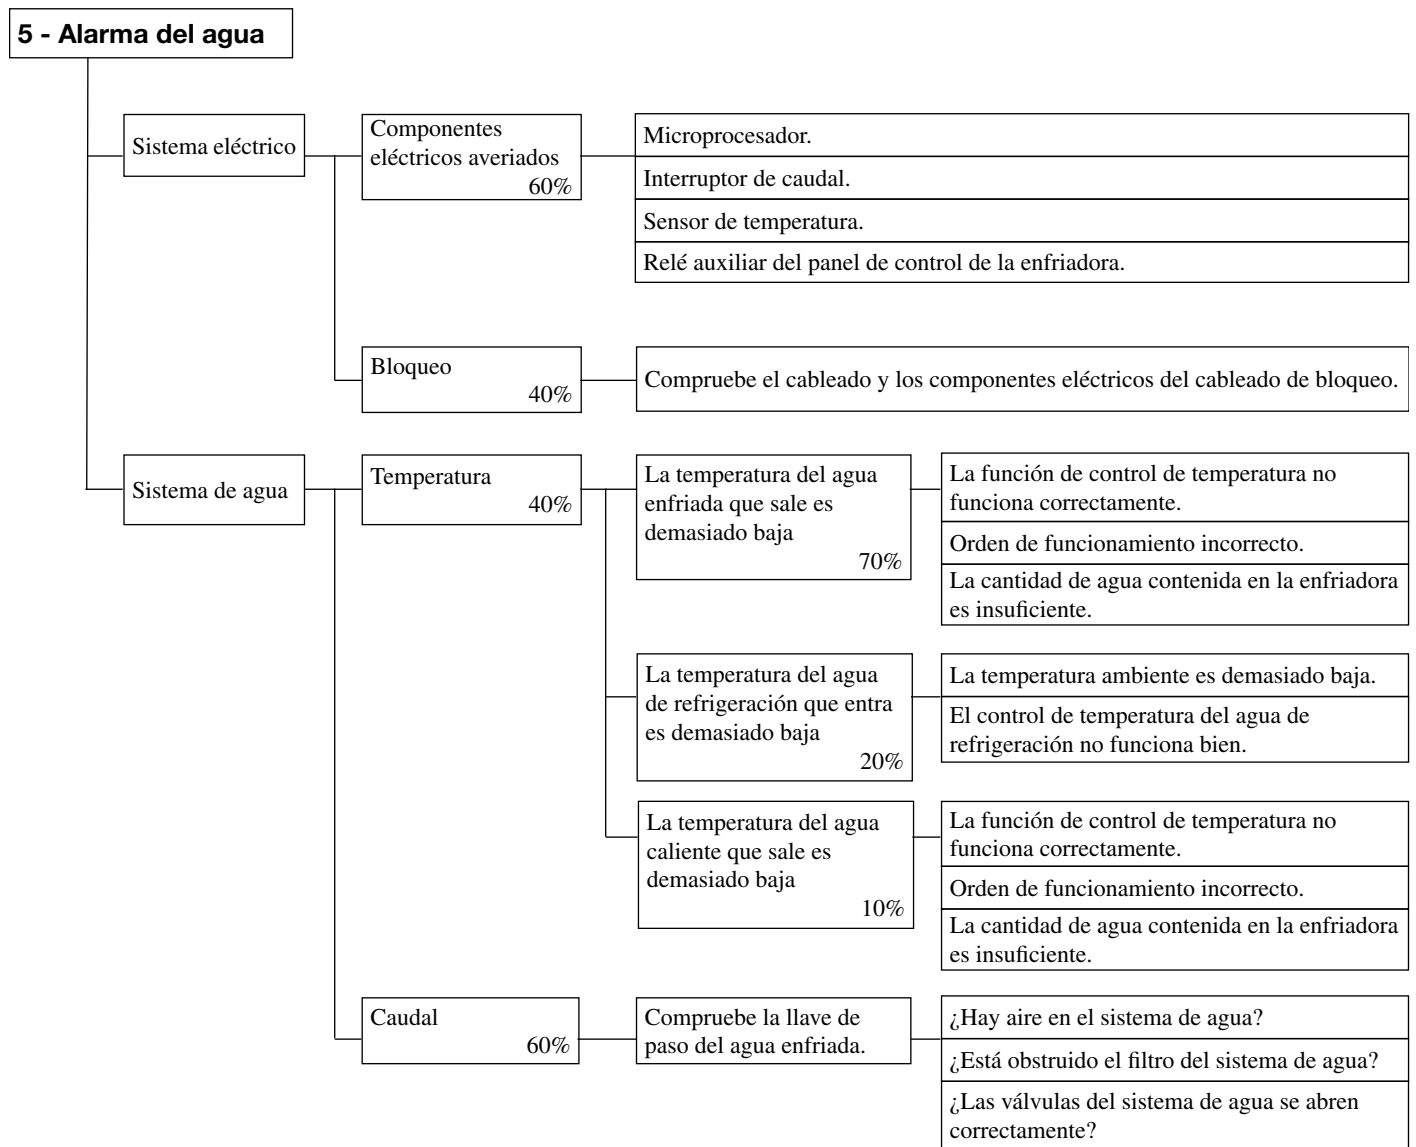 5 - Alarma del agua
Sistema eléctrico
Componentes
eléctricos averiados
60%
Microprocesador.
Interruptor de caudal.
Sensor de temperatura.
Relé auxiliar del panel de control de la enfriadora.
Bloqueo
40%
Compruebe el cableado y los componentes eléctricos del cableado de bloqueo.
Sistema de agua
Temperatura
40%
La temperatura del agua
enfriada que sale es
demasiado baja
70%
La función de control de temperatura no
funciona correctamente.
Orden de funcionamiento incorrecto.
La cantidad de agua contenida en la enfriadora
es insuficiente.
La temperatura del agua
de refrigeración que entra
es demasiado baja
20%
La temperatura ambiente es demasiado baja.
El control de temperatura del agua de
refrigeración no funciona bien.
La temperatura del agua
caliente que sale es
demasiado baja
10%
La función de control de temperatura no
funciona correctamente.
Orden de funcionamiento incorrecto.
La cantidad de agua contenida en la enfriadora
es insuficiente.
Caudal
60%
Compruebe la llave de
paso del agua enfriada.
¿Hay aire en el sistema de agua?
¿Está obstruido el filtro del sistema de agua?
¿Las válvulas del sistema de agua se abren
correctamente?